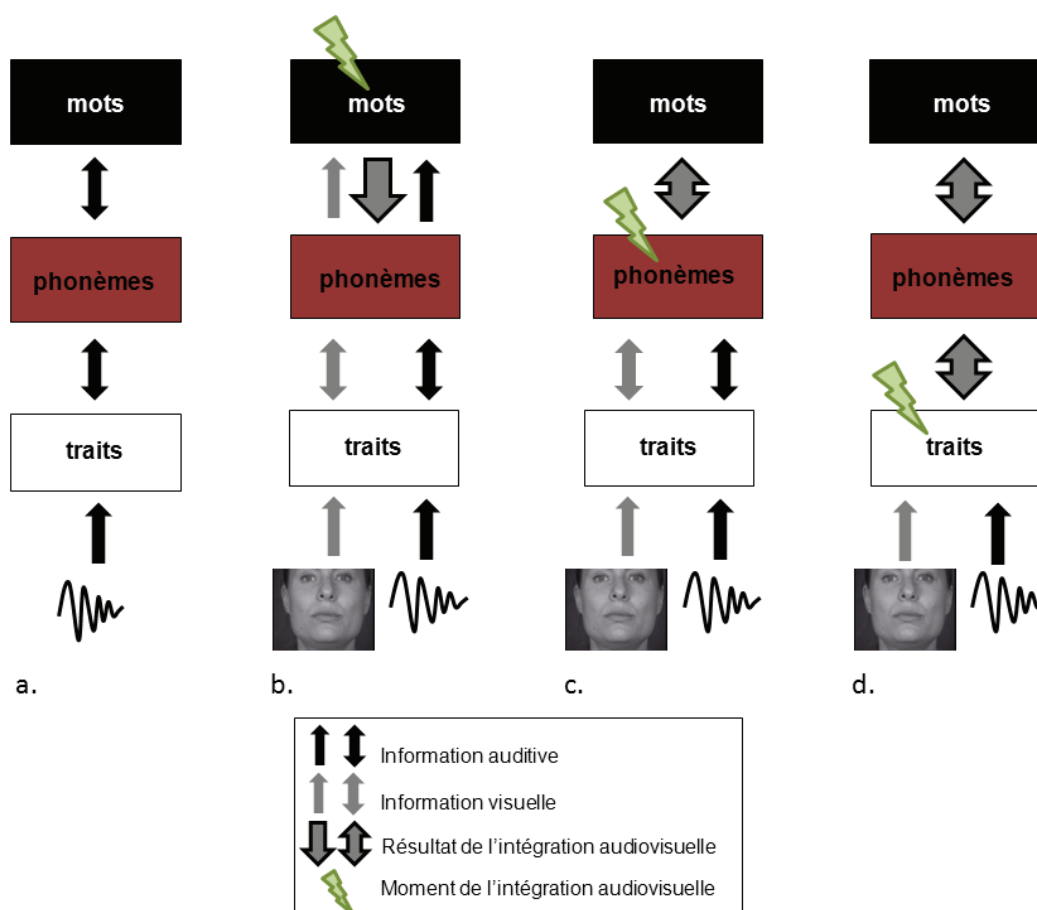 mots
mots
mots
mots
phonèmes
phonèmes
phonèmes
phonèmes
traits
traits
traits
traits
a.
b.
c.
d.
Information auditive
Information visuelle
Résultat de l'intégration audiovisuelle
Moment de l'intégration audiovisuelle